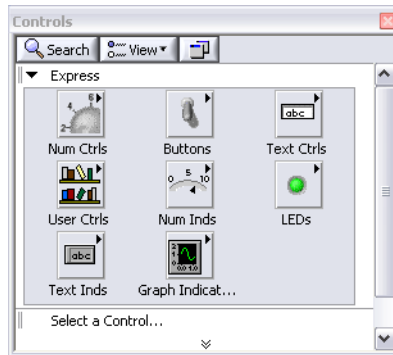 Controls
Search View
Express
Num Ctrls Buttons Text Ctrls
User Ctrls Num Inds LEDs
Text Inds Graph Indicat...
Select a Control...